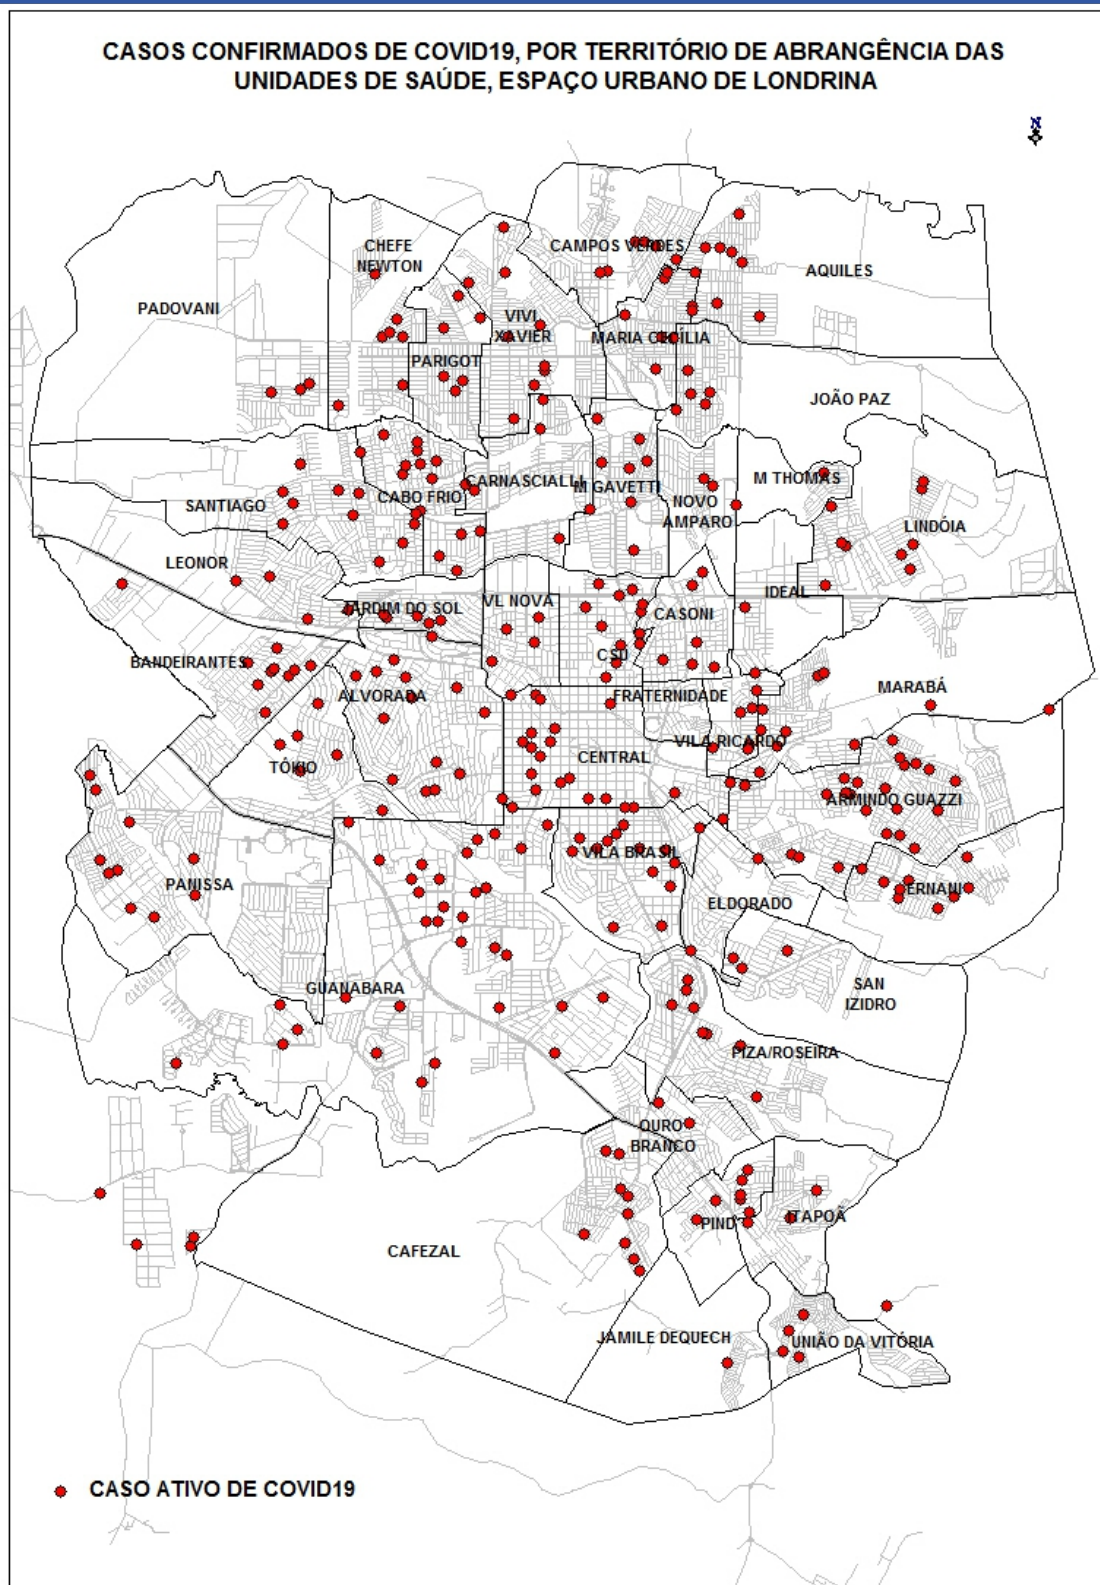 CASOS CONFIRMADOS DE COVID19, POR TERRITÓRIO DE ABRANGÊNCIA DAS
UNIDADES DE SAÚDE, ESPAÇO URBANO DE LONDRINA
N
CHEFE
NEWTON
CAMPOS VERDES
AQUILES
PADOVANI
VIVI
XAVIER
MARIA CECÍLIA
PARIGOT
JOÃO PAZ
M THOMAS
CARNASCIALLI
M GAVETTI
CABO FRIO
SANTIAGO
NOVO
AMPARO
LINDÓIA
LEONOR
IDEAL
JARDIM DO SOL
VL NOVA
CASONI
CSU
BANDEIRANTES
ALVORADA
FRATERNIDADE
MARABÁ
VILA RICARDO
CENTRAL
TÓKIO
ARMINDO GUAZZI
VILA BRASIL
PANISSA
ERNANI
ELDORADO
GUANABARA
SAN
IZIDRO
PIZA/ROSEIRA
OURO
BRANCO
PIND
ITAPOÃ
CAFEZAL
JAMILE DEQUECH
UNIÃO DA VITÓRIA
CASO ATIVO DE COVID19